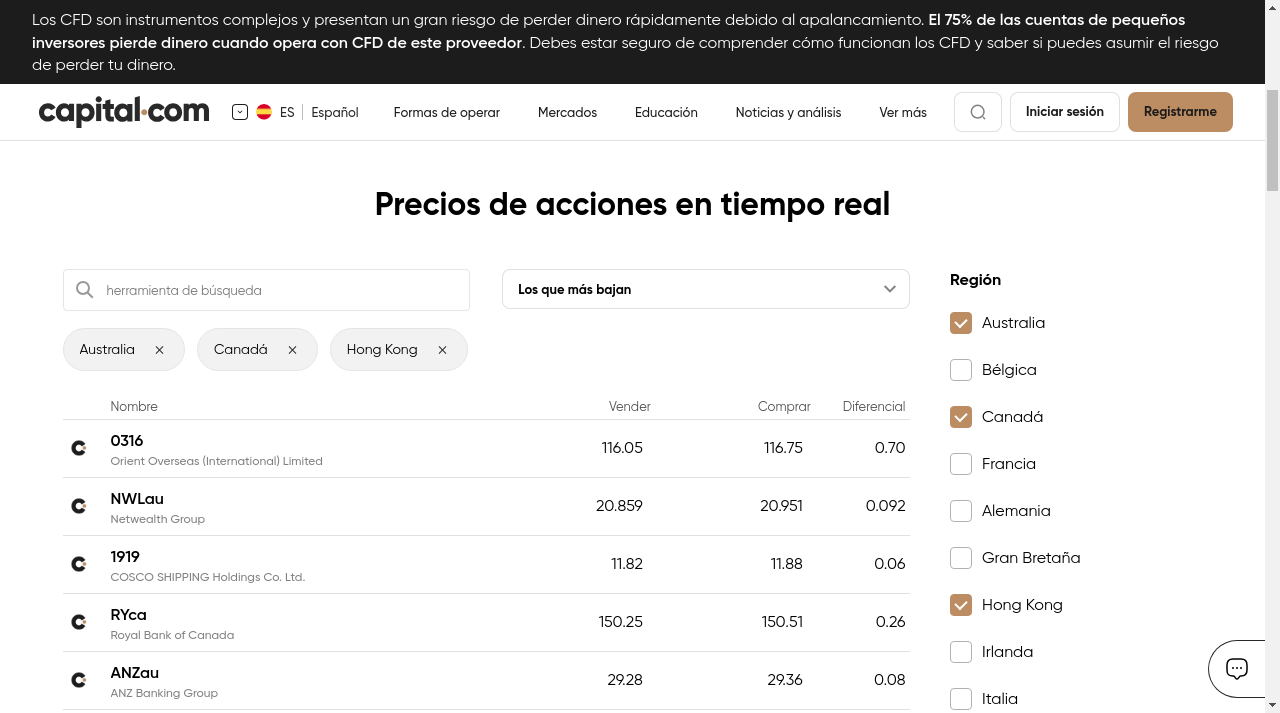 Los CFD son instrumentos complejos y presentan un gran riesgo de perder dinero rápidamente debido al apalancamiento. El 75% de las cuentas de pequeños
inversores pierde dinero cuando opera con CFD de este proveedor. Debes estar seguro de comprender cómo funcionan los CFD y saber si puedes asumir el riesgo
de perder tu dinero.
capital.com ES Español Formas de operar Mercados Educación Noticias y análisis Ver más Iniciar sesión Registrarme
Precios de acciones en tiempo real
herramienta de búsqueda
Los que más bajan
Australia Canadá Hong Kong
Nombre Vender Comprar Diferencial
0316 116.05 116.75 0.70
Orient Overseas (International) Limited
NWLau 20.859 20.951 0.092
Netwealth Group
1919 11.82 11.88 0.06
COSCO SHIPPING Holdings Co. Ltd.
RYca 150.25 150.51 0.26
Royal Bank of Canada
ANZau 29.28 29.36 0.08
ANZ Banking Group
Región
Australia
Bélgica
Canadá
Francia
Alemania
Gran Bretaña
Hong Kong
Irlanda
Italia